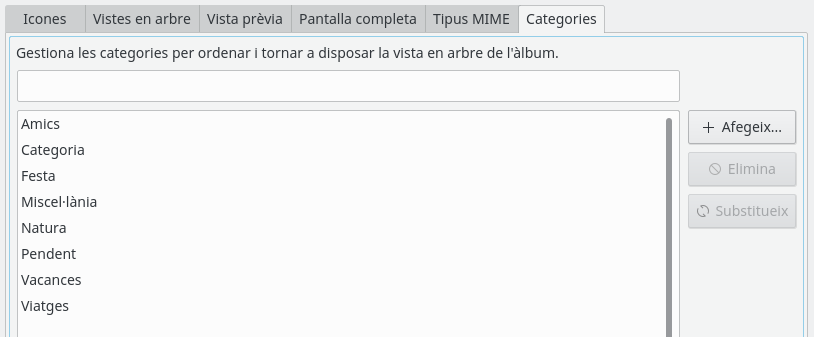 Icones Vistes en arbre Vista prèvia Pantalla completa Tipus MIME Categories
Gestiona les categories per ordenar i tornar a disposar la vista en arbre de l'àlbum.
Amics
Categoria
Festa
Miscel·lània
Natura
Pendent
Vacances
Viatges
Afegeix...
Elimina
Substitueix